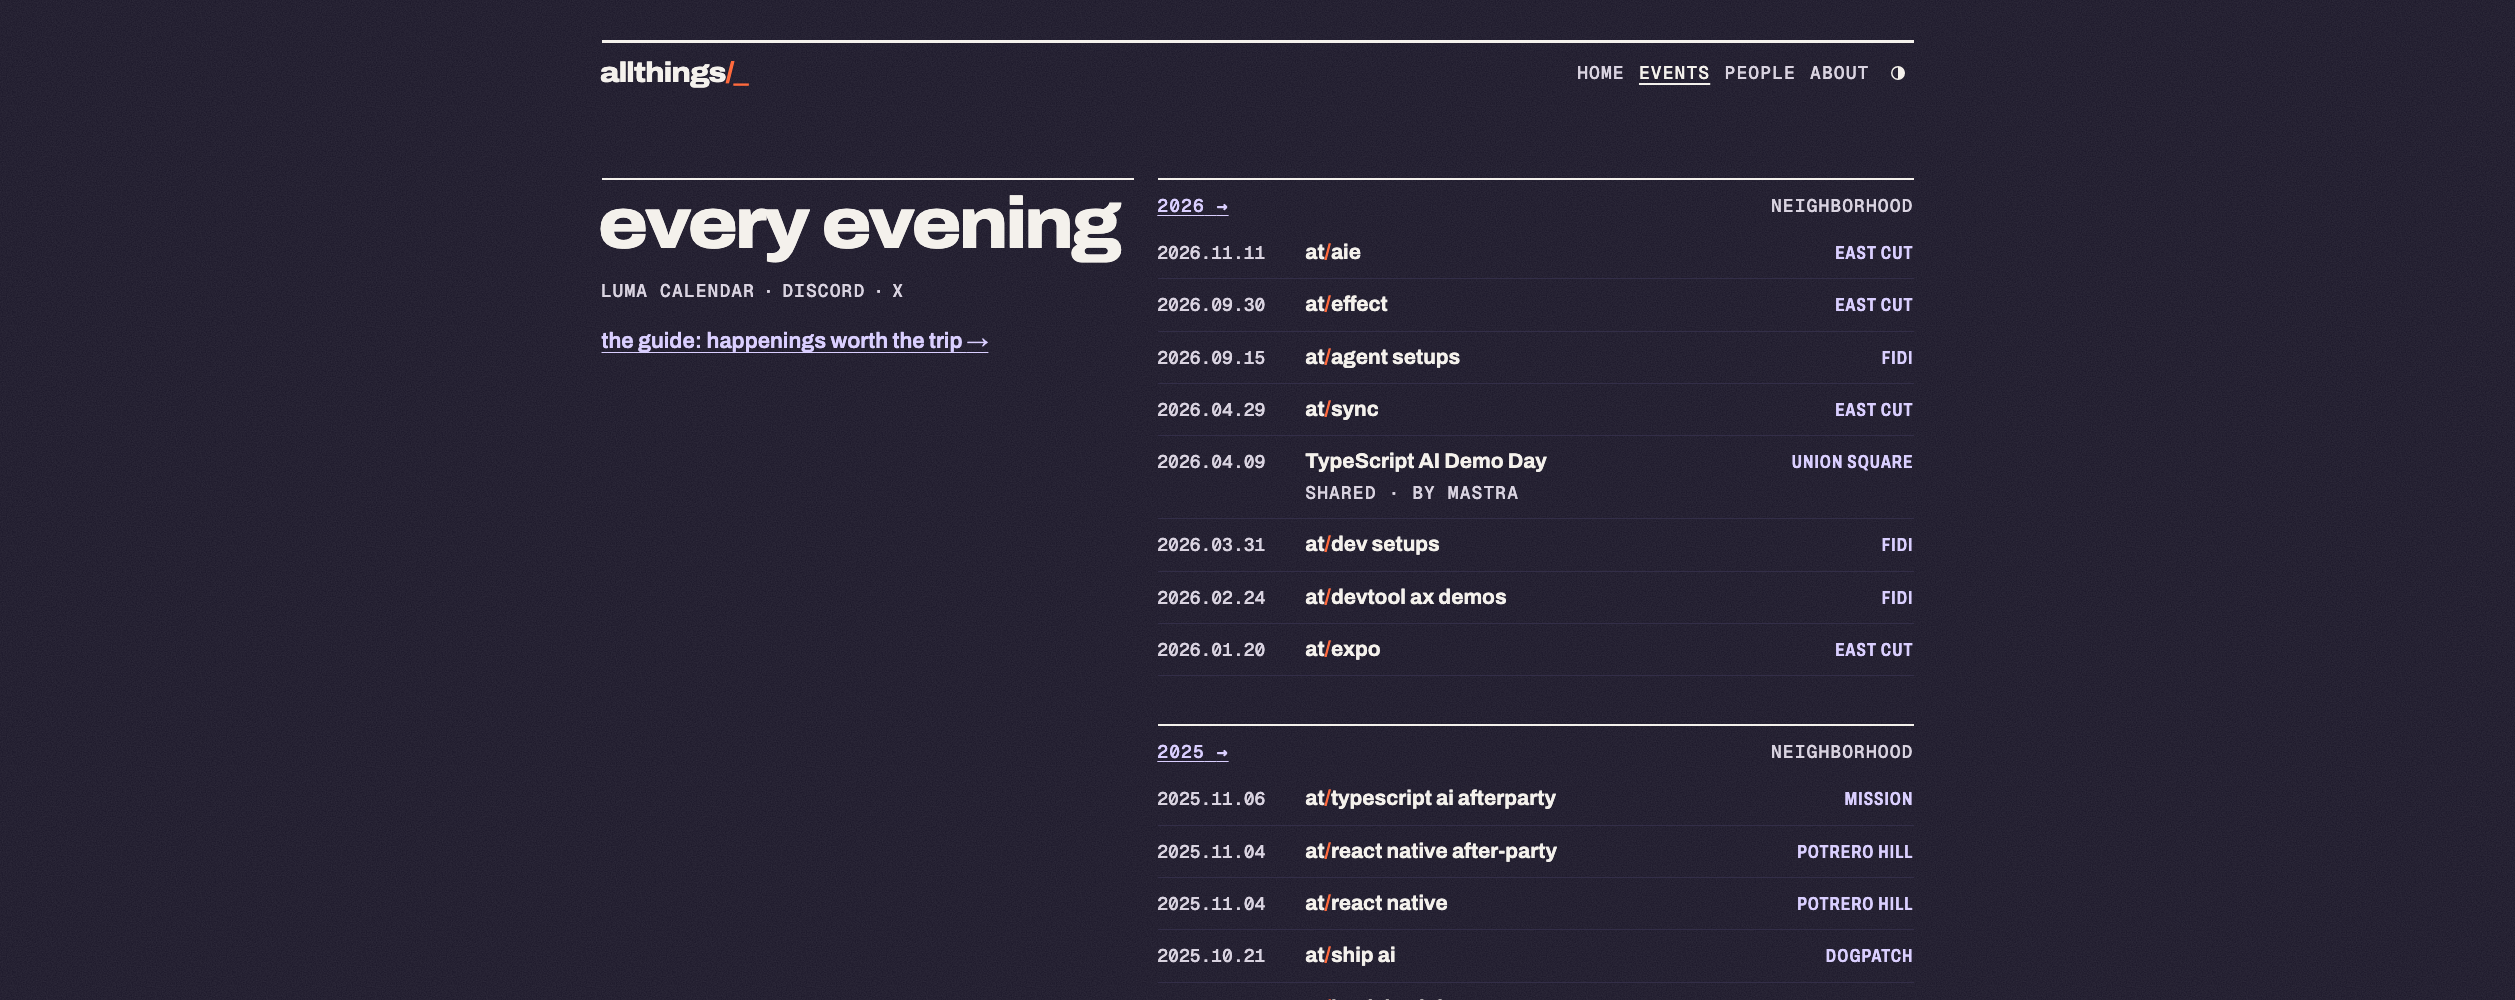 allthings/_
HOME EVENTS PEOPLE ABOUT
every evening
LUMA CALENDAR · DISCORD · X
the guide: happenings worth the trip →
2026 → NEIGHBORHOOD
2026.11.11 at/aie EAST CUT
2026.09.30 at/effect EAST CUT
2026.09.15 at/agent setups FIDI
2026.04.29 at/sync EAST CUT
2026.04.09 TypeScript AI Demo Day UNION SQUARE
SHARED · BY MASTRA
2026.03.31 at/dev setups FIDI
2026.02.24 at/devtool ax demos FIDI
2026.01.20 at/expo EAST CUT
2025 → NEIGHBORHOOD
2025.11.06 at/typescript ai afterparty MISSION
2025.11.04 at/react native after-party POTRERO HILL
2025.11.04 at/react native POTRERO HILL
2025.10.21 at/ship ai DOGPATCH